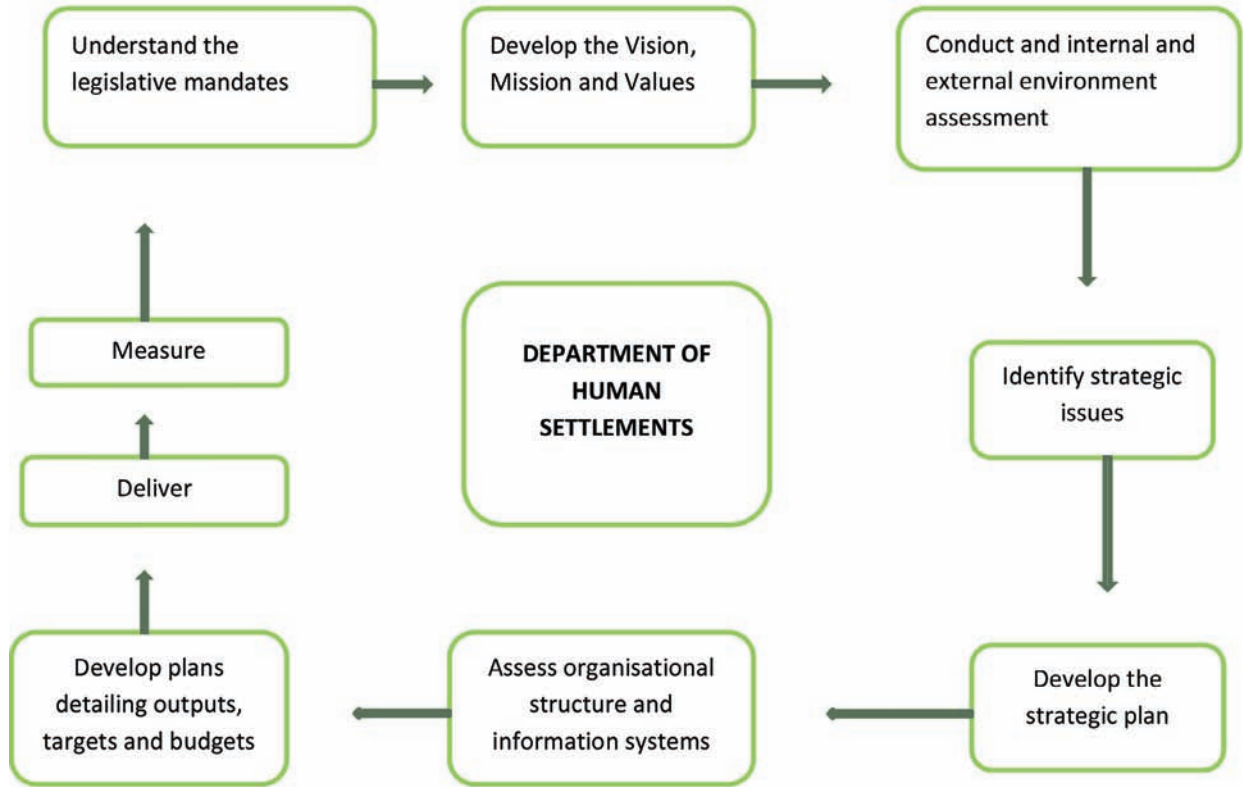 Understand the
legislative mandates
Develop the Vision,
Mission and Values
Conduct and internal and
external environment
assessment
Identify strategic
issues
Develop the
strategic plan
Assess organisational
structure and
information systems
Develop plans
detailing outputs,
targets and budgets
Deliver
Measure
DEPARTMENT OF
HUMAN
SETTLEMENTS